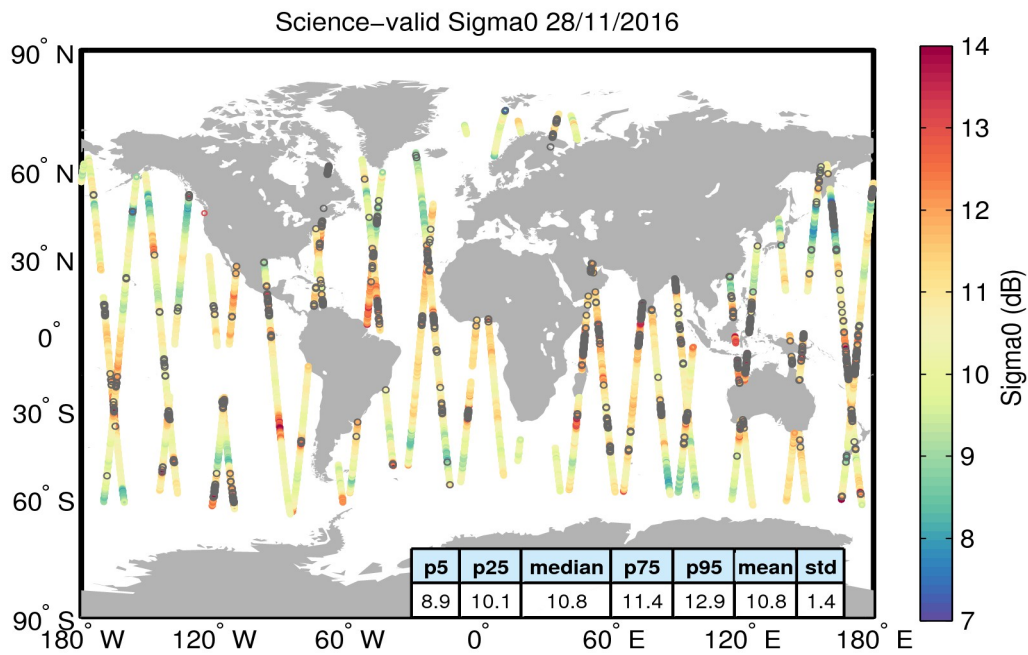 Science−valid Sigma0 28/11/2016
90° N
60° N
30° N
0°
30° S
60° S
90° S
180° W
120° W
60° W
0°
60° E
120° E
180° E
p5 p25 median p75 p95 mean std
8.9 10.1 10.8 11.4 12.9 10.8 1.4
14
13
12
11
10
9
8
7
Sigma0 (dB)